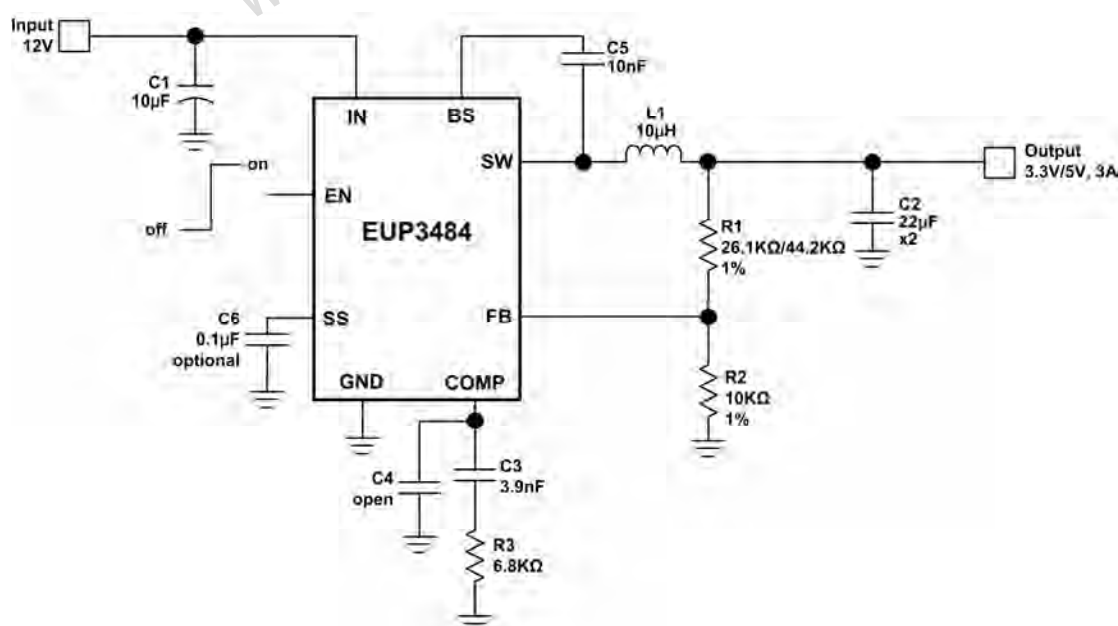 Input
12V
C1
10µF
IN
BS
C5
10nF
L1
10µH
SW
Output
3.3V/5V, 3A
on
off
EN
EUP3484
R1
26.1KΩ/44.2KΩ
1%
C2
22µF
x2
C6
0.1µF
optional
SS
FB
GND
COMP
R2
10KΩ
1%
C4
open
C3
3.9nF
R3
6.8KΩ